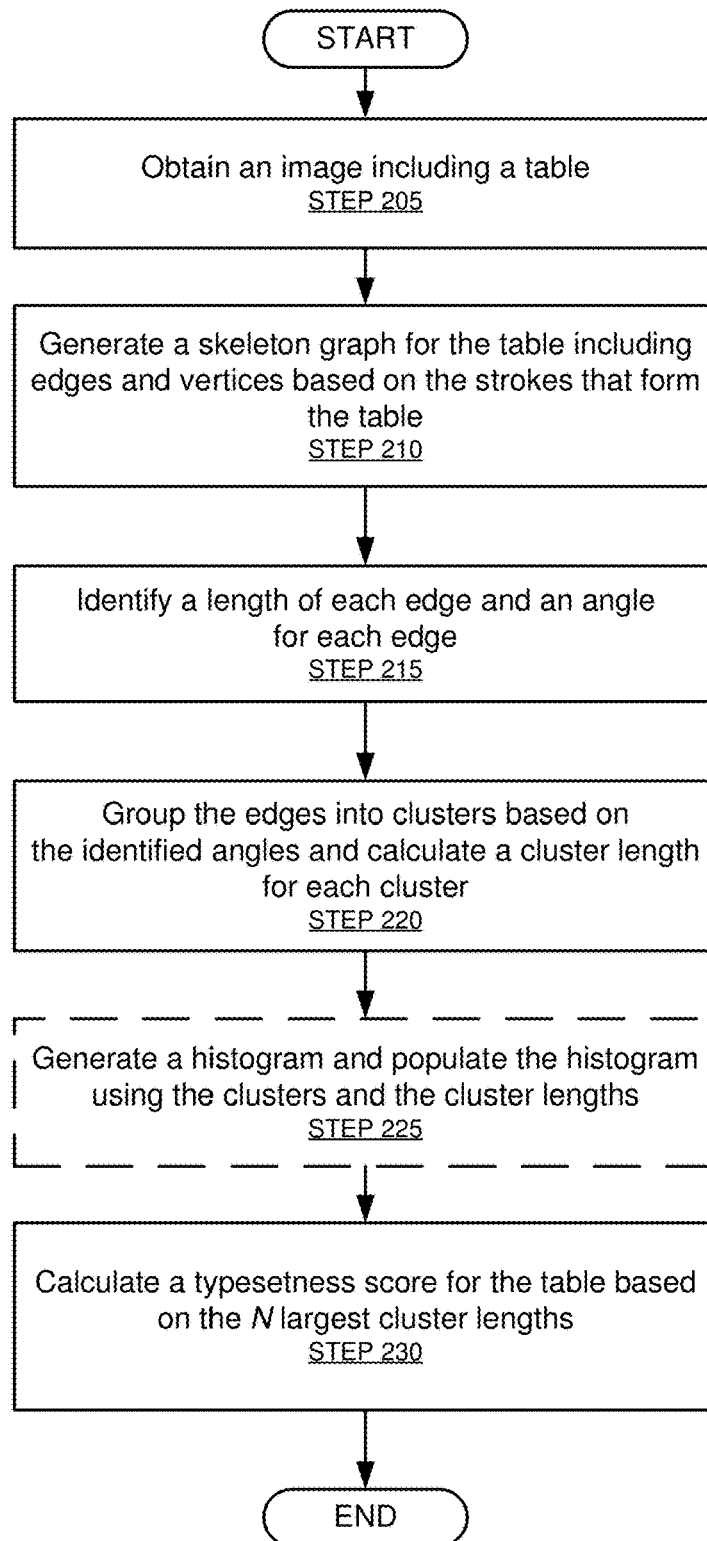 START
Obtain an image including a table
STEP 205
Generate a skeleton graph for the table including
edges and vertices based on the strokes that form
the table
STEP 210
Identify a length of each edge and an angle
for each edge
STEP 215
Group the edges into clusters based on
the identified angles and calculate a cluster length
for each cluster
STEP 220
Generate a histogram and populate the histogram
using the clusters and the cluster lengths
STEP 225
Calculate a typesetness score for the table based
on the N largest cluster lengths
STEP 230
END